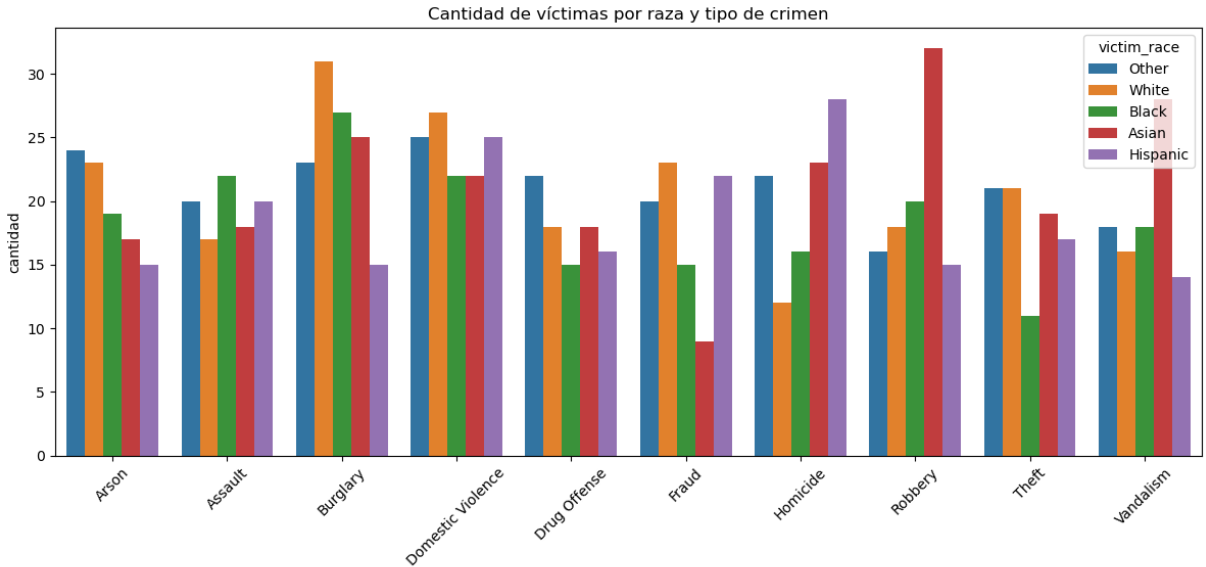 Cantidad de víctimas por raza y tipo de crimen
victim_race
Other
White
Black
Asian
Hispanic
cantidad
30
25
20
15
10
5
0
Arson
Assault
Burglary
Domestic Violence
Drug Offense
Fraud
Homicide
Robbery
Theft
Vandalism